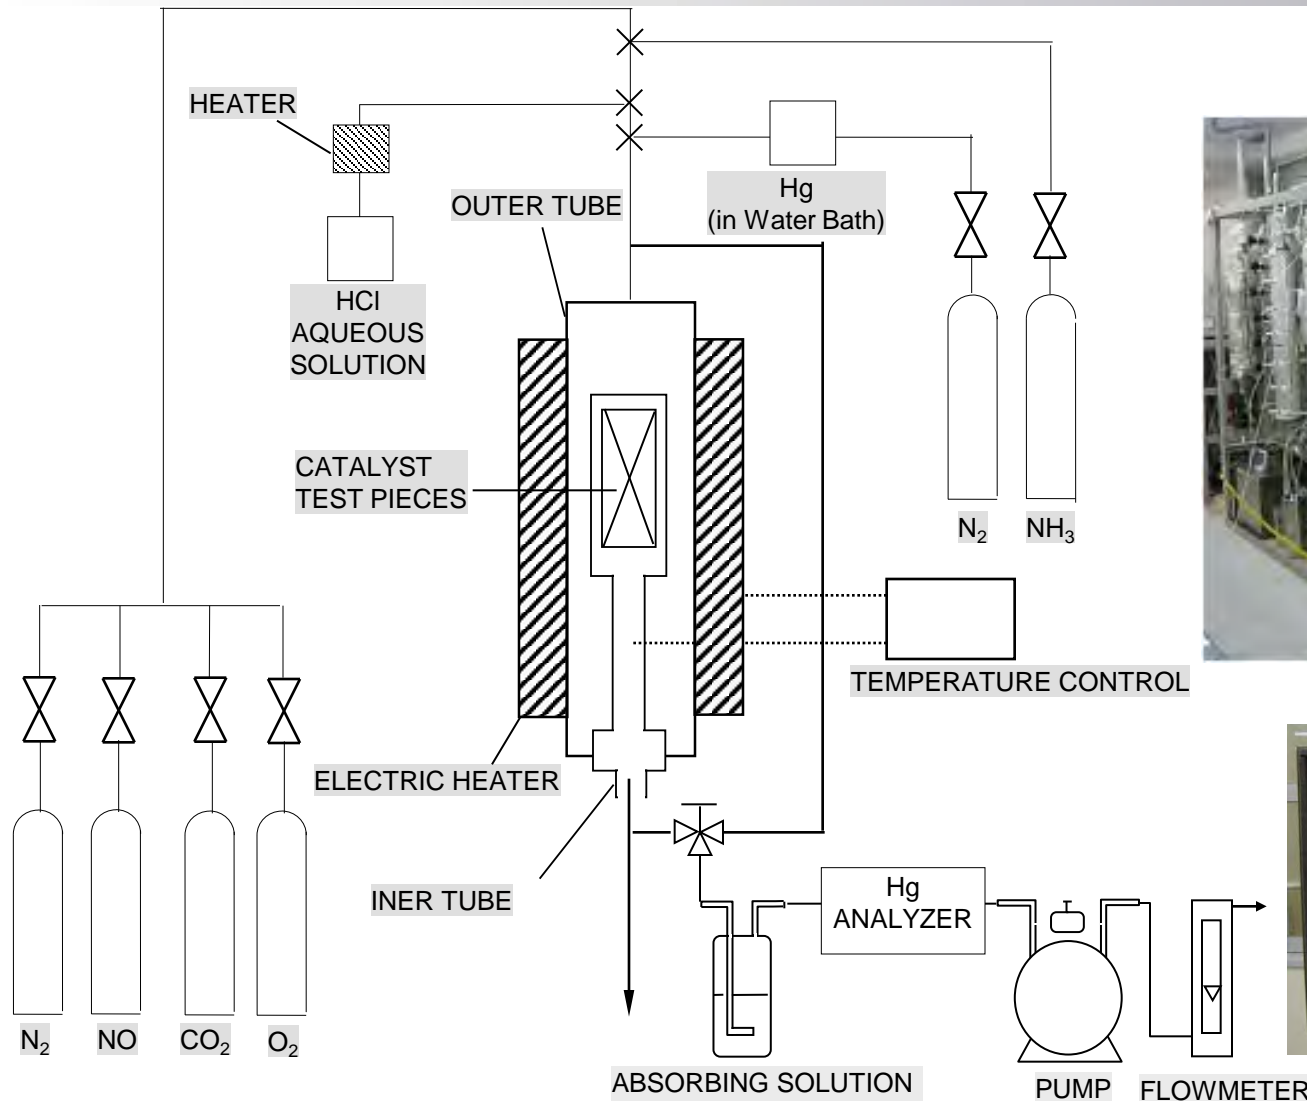 HEATER
OUTER TUBE
Hg
(in Water Bath)
HCl
AQUEOUS
SOLUTION
CATALYST
TEST PIECES
N₂
NH₃
TEMPERATURE CONTROL
ELECTRIC HEATER
INER TUBE
Hg
ANALYZER
N₂
NO
CO₂
O₂
ABSORBING SOLUTION
PUMP
FLOWMETER